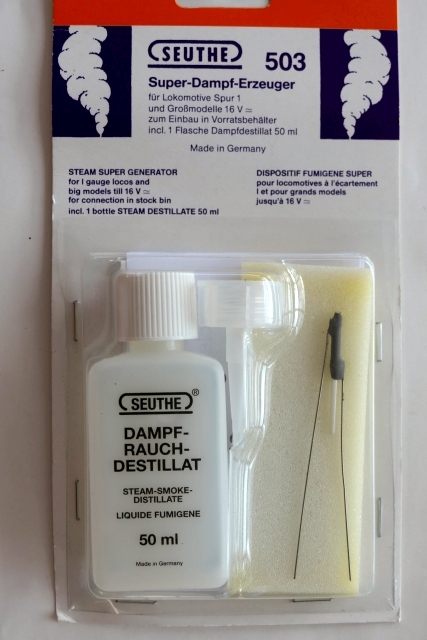 SEUTHE 503
Super-Dampf-Erzeuger
für Lokomotive Spur 1
und Großmodelle 16 V ≂
zum Einbau in Vorratsbehälter
incl. 1 Flasche Dampfdestillat 50 ml
Made in Germany
STEAM SUPER GENERATOR
for I gauge locos and
big models till 16 V ≂
for connection in stock bin
incl. 1 bottle STEAM DESTILLATE 50 ml
DISPOSITIF FUMIGENE SUPER
pour locomotives à l'écartement
I et pour grands models
jusqu'à 16 V ≂
SEUTHE®
DAMPF-
RAUCH-
DESTILLAT
STEAM-SMOKE-
DISTILLATE
LIQUIDE FUMIGENE
50 ml
Made in Germany